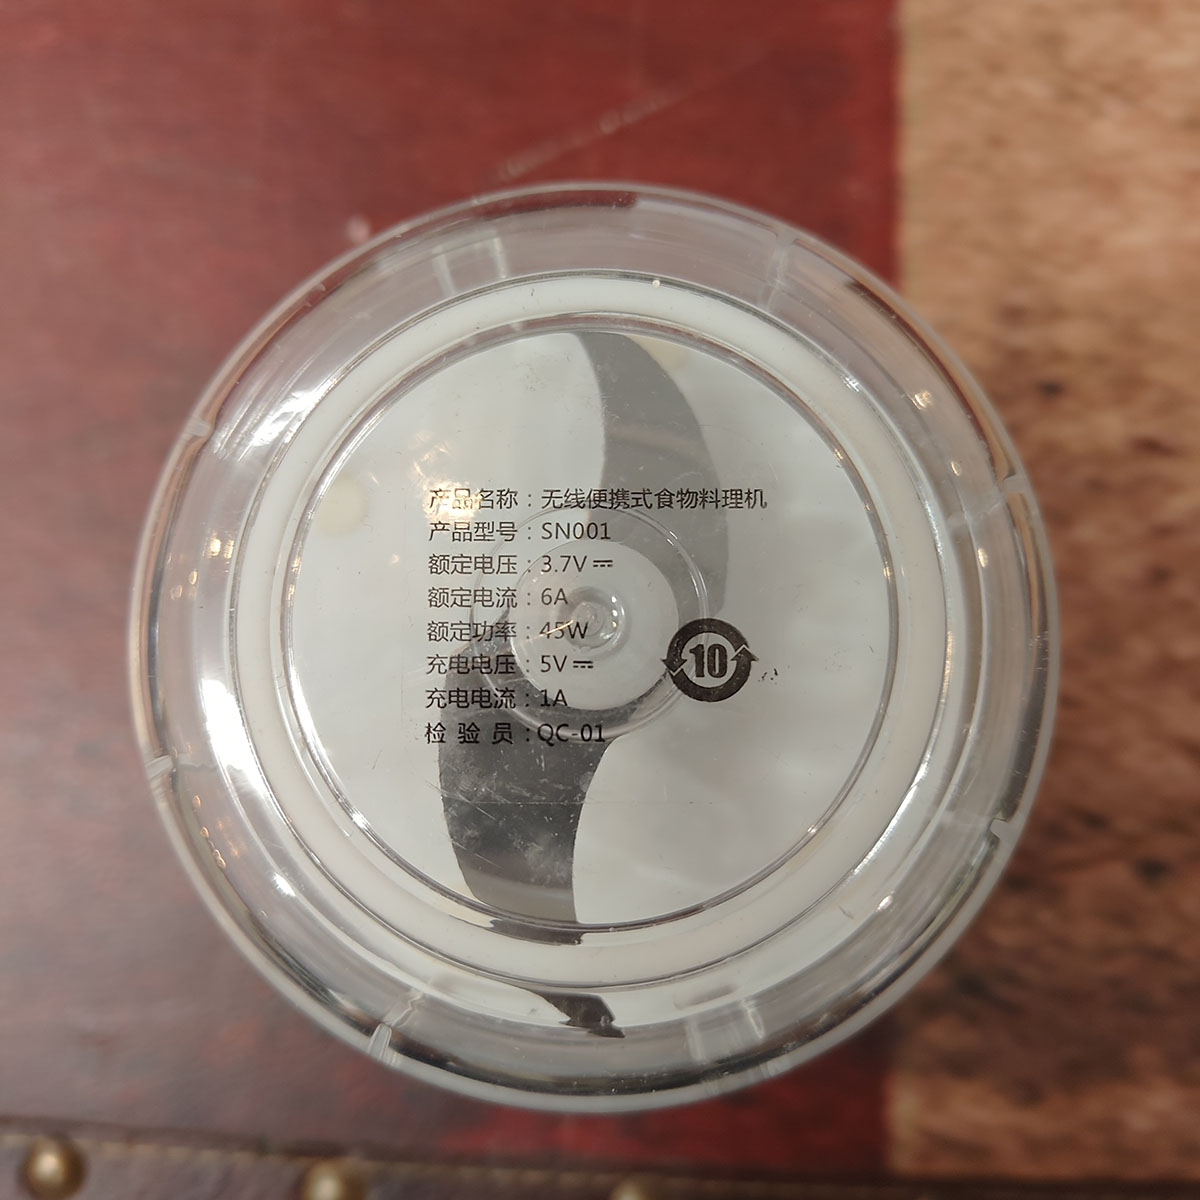 产品名称：无线便携式食物料理机
产品型号：SN001
额定电压：3.7V⎓
额定电流：6A
额定功率：45W
充电电压：5V⎓
充电电流：1A
检 验 员：QC-01
10